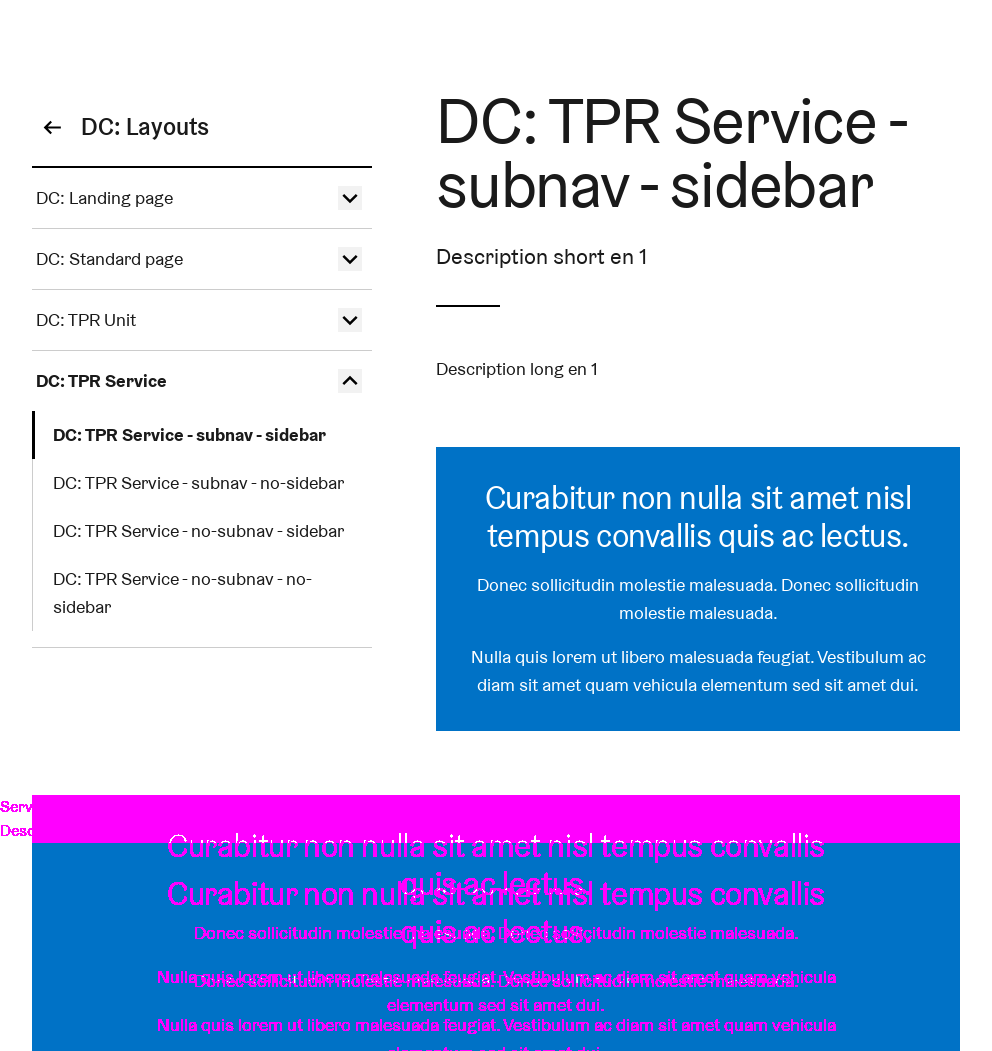 DC: Layouts
DC: Landing page
DC: Standard page
DC: TPR Unit
DC: TPR Service
DC: TPR Service - subnav - sidebar
DC: TPR Service - subnav - no-sidebar
DC: TPR Service - no-subnav - sidebar
DC: TPR Service - no-subnav - no-
sidebar
DC: TPR Service -
subnav - sidebar
Description short en 1
Description long en 1
Curabitur non nulla sit amet nisl
tempus convallis quis ac lectus.
Donec sollicitudin molestie malesuada. Donec sollicitudin
molestie malesuada.
Nulla quis lorem ut libero malesuada feugiat. Vestibulum ac
diam sit amet quam vehicula elementum sed sit amet dui.
Serv
Desc
Curabitur non nulla sit amet nisl tempus convallis
quis ac lectus.
Curabitur non nulla sit amet nisl tempus convallis
quis ac lectus.
Donec sollicitudin molestie malesuada. Donec sollicitudin molestie malesuada.
Nulla quis lorem ut libero malesuada feugiat. Vestibulum ac diam sit amet quam vehicula
Donec sollicitudin molestie malesuada. Donec sollicitudin molestie malesuada.
elementum sed sit amet dui.
Nulla quis lorem ut libero malesuada feugiat. Vestibulum ac diam sit amet quam vehicula
elementum sed sit amet dui.